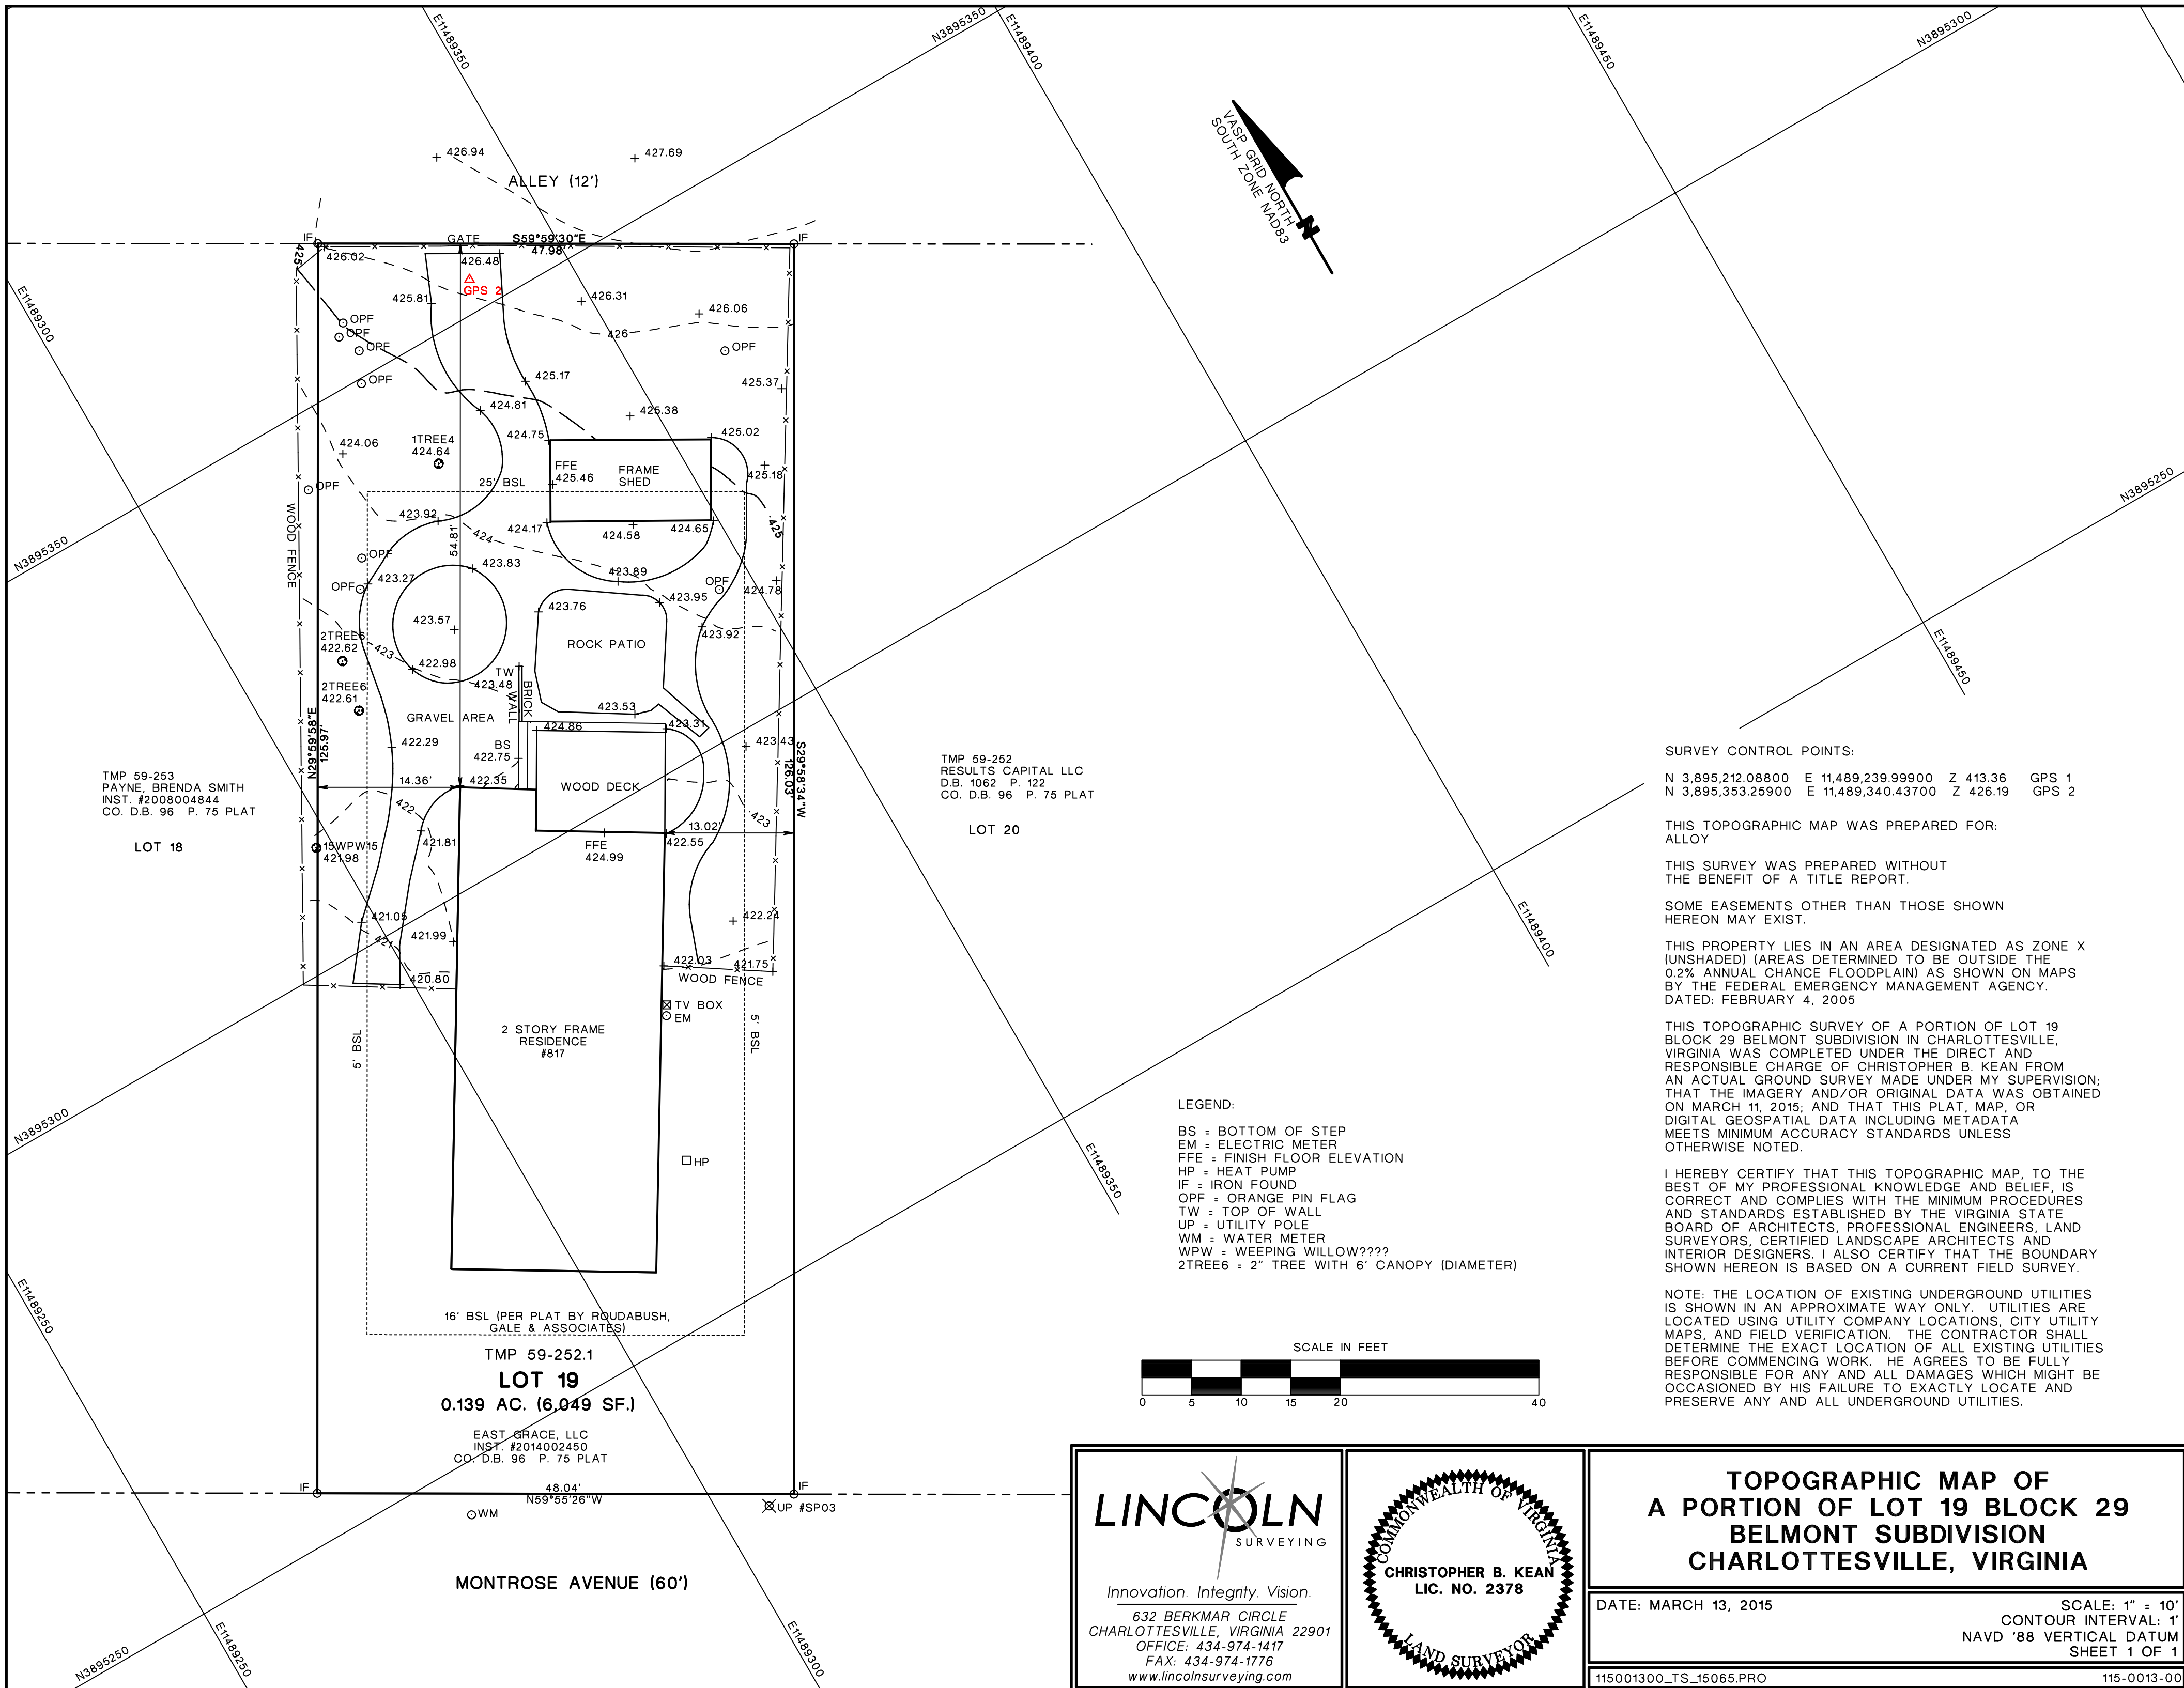 E11489350
N3895350
E11489400
E11489450
N3895300
VASP GRID NORTH
SOUTH ZONE NAD83
N
426.94
427.69
ALLEY (12')
IF
GATE
S59°59'30"E
47.98'
IF
425
426.02
426.48
GPS 2
425.81
426.31
426.06
426
E11489300
OPF
OPF
OPF
OPF
OPF
425.17
425.37
424.81
425.38
424.75
425.02
424.06
1TREE4
424.64
FFE
425.46
FRAME
SHED
425.18
OPF
25' BSL
WOOD FENCE
423.92
424
424.17
424.58
424.65
425
54.81'
N3895350
N3895250
OPF
423.83
423.89
423.27
OPF
OPF
424.78
423.76
423.95
423.57
423.92
2TREE6
422.62
423
422.98
ROCK PATIO
TW
423.48
BRICK
WALL
2TREE6
422.61
GRAVEL AREA
423.53
424.86
423.31
N29°59'58"E
125.97'
422.29
BS
422.75
423.43
S29°58'34"W
126.03'
E11489450
14.36'
422.35
WOOD DECK
422
423
13.02'
421.81
FFE
424.99
422.55
15WPW15
421.98
421.05
421
421.99
422.24
420.80
422.03
421.75
WOOD FENCE
TV BOX
EM
5' BSL
5' BSL
2 STORY FRAME
RESIDENCE
#817
HP
TMP 59-253
PAYNE, BRENDA SMITH
INST. #2008004844
CO. D.B. 96 P. 75 PLAT
LOT 18
TMP 59-252
RESULTS CAPITAL LLC
D.B. 1062 P. 122
CO. D.B. 96 P. 75 PLAT
LOT 20
E11489400
N3895300
E11489350
E11489250
16' BSL (PER PLAT BY ROUDABUSH,
GALE & ASSOCIATES)
TMP 59-252.1
LOT 19
0.139 AC. (6,049 SF.)
EAST GRACE, LLC
INST. #2014002450
CO. D.B. 96 P. 75 PLAT
IF
48.04'
N59°55'26"W
IF
WM
UP #SP03
MONTROSE AVENUE (60')
N3895250
E11489250
E11489300
LEGEND:
BS = BOTTOM OF STEP
EM = ELECTRIC METER
FFE = FINISH FLOOR ELEVATION
HP = HEAT PUMP
IF = IRON FOUND
OPF = ORANGE PIN FLAG
TW = TOP OF WALL
UP = UTILITY POLE
WM = WATER METER
WPW = WEEPING WILLOW????
2TREE6 = 2" TREE WITH 6' CANOPY (DIAMETER)
SCALE IN FEET
0 5 10 15 20 40
SURVEY CONTROL POINTS:
N 3,895,212.08800 E 11,489,239.99900 Z 413.36 GPS 1
N 3,895,353.25900 E 11,489,340.43700 Z 426.19 GPS 2
THIS TOPOGRAPHIC MAP WAS PREPARED FOR:
ALLOY
THIS SURVEY WAS PREPARED WITHOUT
THE BENEFIT OF A TITLE REPORT.
SOME EASEMENTS OTHER THAN THOSE SHOWN
HEREON MAY EXIST.
THIS PROPERTY LIES IN AN AREA DESIGNATED AS ZONE X
(UNSHADED) (AREAS DETERMINED TO BE OUTSIDE THE
0.2% ANNUAL CHANCE FLOODPLAIN) AS SHOWN ON MAPS
BY THE FEDERAL EMERGENCY MANAGEMENT AGENCY.
DATED: FEBRUARY 4, 2005
THIS TOPOGRAPHIC SURVEY OF A PORTION OF LOT 19
BLOCK 29 BELMONT SUBDIVISION IN CHARLOTTESVILLE,
VIRGINIA WAS COMPLETED UNDER THE DIRECT AND
RESPONSIBLE CHARGE OF CHRISTOPHER B. KEAN FROM
AN ACTUAL GROUND SURVEY MADE UNDER MY SUPERVISION;
THAT THE IMAGERY AND/OR ORIGINAL DATA WAS OBTAINED
ON MARCH 11, 2015; AND THAT THIS PLAT, MAP, OR
DIGITAL GEOSPATIAL DATA INCLUDING METADATA
MEETS MINIMUM ACCURACY STANDARDS UNLESS
OTHERWISE NOTED.
I HEREBY CERTIFY THAT THIS TOPOGRAPHIC MAP, TO THE
BEST OF MY PROFESSIONAL KNOWLEDGE AND BELIEF, IS
CORRECT AND COMPLIES WITH THE MINIMUM PROCEDURES
AND STANDARDS ESTABLISHED BY THE VIRGINIA STATE
BOARD OF ARCHITECTS, PROFESSIONAL ENGINEERS, LAND
SURVEYORS, CERTIFIED LANDSCAPE ARCHITECTS AND
INTERIOR DESIGNERS. I ALSO CERTIFY THAT THE BOUNDARY
SHOWN HEREON IS BASED ON A CURRENT FIELD SURVEY.
NOTE: THE LOCATION OF EXISTING UNDERGROUND UTILITIES
IS SHOWN IN AN APPROXIMATE WAY ONLY. UTILITIES ARE
LOCATED USING UTILITY COMPANY LOCATIONS, CITY UTILITY
MAPS, AND FIELD VERIFICATION. THE CONTRACTOR SHALL
DETERMINE THE EXACT LOCATION OF ALL EXISTING UTILITIES
BEFORE COMMENCING WORK. HE AGREES TO BE FULLY
RESPONSIBLE FOR ANY AND ALL DAMAGES WHICH MIGHT BE
OCCASIONED BY HIS FAILURE TO EXACTLY LOCATE AND
PRESERVE ANY AND ALL UNDERGROUND UTILITIES.
LINCOLN
SURVEYING
Innovation. Integrity. Vision.
632 BERKMAR CIRCLE
CHARLOTTESVILLE, VIRGINIA 22901
OFFICE: 434-974-1417
FAX: 434-974-1776
www.lincolnsurveying.com
COMMONWEALTH OF VIRGINIA
CHRISTOPHER B. KEAN
LIC. NO. 2378
LAND SURVEYOR
TOPOGRAPHIC MAP OF
A PORTION OF LOT 19 BLOCK 29
BELMONT SUBDIVISION
CHARLOTTESVILLE, VIRGINIA
DATE: MARCH 13, 2015
SCALE: 1" = 10'
CONTOUR INTERVAL: 1'
NAVD '88 VERTICAL DATUM
SHEET 1 OF 1
115001300_TS_15065.PRO
115-0013-00